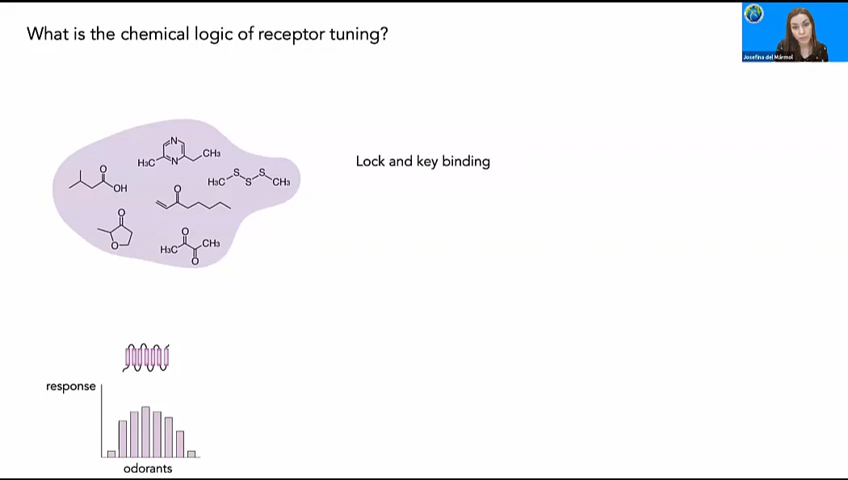 What is the chemical logic of receptor tuning?
Josefina del Mármol
N
CH₃
H₃C
N
O
OH
S
S
H₃C
S
CH₃
O
O
O
O
H₃C
CH₃
O
Lock and key binding
response
odorants